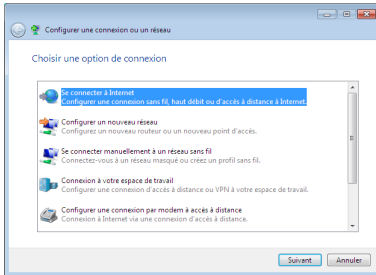 Configurer une connexion ou un réseau
Choisir une option de connexion
Se connecter à Internet
Configurer une connexion sans fil, haut débit ou d'accès à distance à Internet.
Configurer un nouveau réseau
Configurez un nouveau routeur ou un nouveau point d'accès.
Se connecter manuellement à un réseau sans fil
Connectez-vous à un réseau masqué ou créez un profil sans fil.
Connexion à votre espace de travail
Configurer une connexion d'accès à distance ou VPN à votre espace de travail.
Configurer une connexion par modem à accès à distance
Connexion à Internet via une connexion d'accès à distance.
Suivant
Annuler